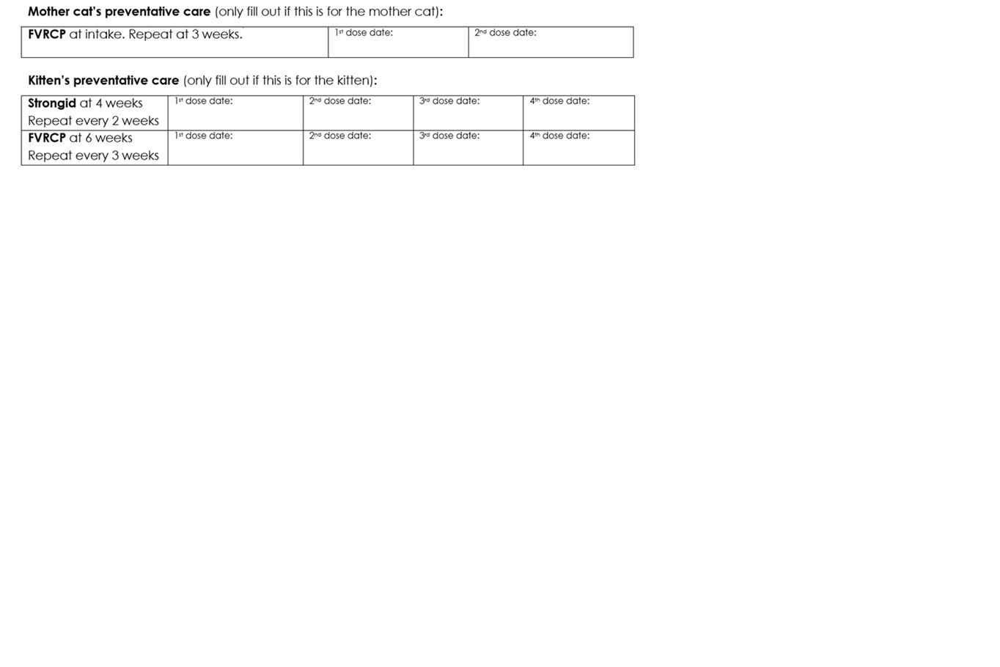 Mother cat's preventative care (only fill out if this is for the mother cat):
FVRCP at intake. Repeat at 3 weeks.
1st dose date:
2nd dose date:
Kitten's preventative care (only fill out if this is for the kitten):
Strongid at 4 weeks
Repeat every 2 weeks
1st dose date:
2nd dose date:
3rd dose date:
4th dose date:
FVRCP at 6 weeks
Repeat every 3 weeks
1st dose date:
2nd dose date:
3rd dose date:
4th dose date: